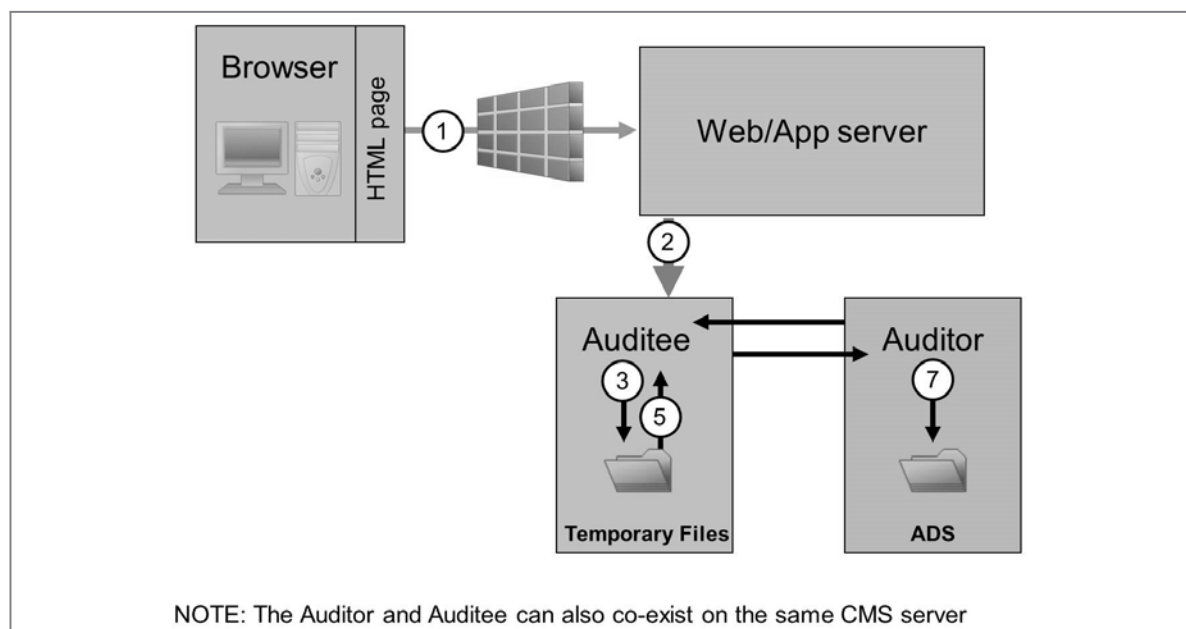 Browser
HTML page
1
Web/App server
2
Auditee
Auditor
3
5
7
Temporary Files
ADS
NOTE: The Auditor and Auditee can also co-exist on the same CMS server